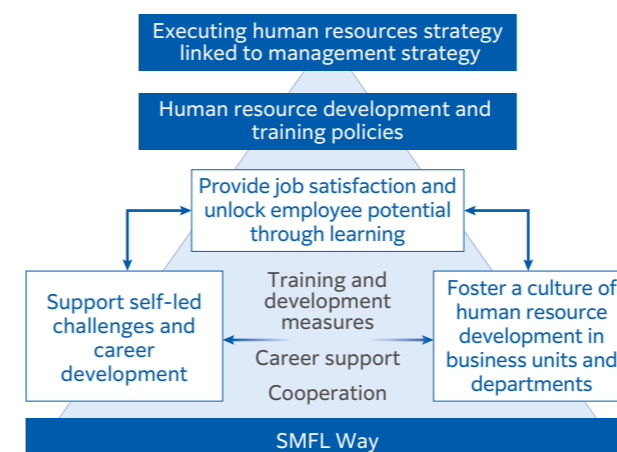 Executing human resources strategy
linked to management strategy
Human resource development and
training policies
Provide job satisfaction and
unlock employee potential
through learning
Support self-led
challenges and
career
development
Training and
development
measures
Career support
Cooperation
Foster a culture of
human resource
development in
business units and
departments
SMFL Way